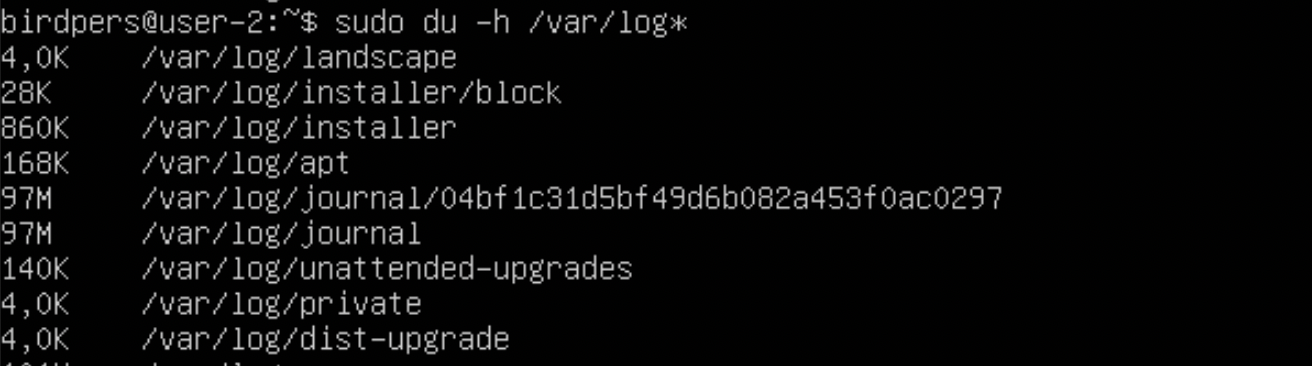 birdpers@user-2:~$ sudo du -h /var/log*
4,0K /var/log/landscape
28K /var/log/installer/block
860K /var/log/installer
168K /var/log/apt
97M /var/log/journal/04bf1c31d5bf49d6b082a453f0ac0297
97M /var/log/journal
140K /var/log/unattended-upgrades
4,0K /var/log/private
4,0K /var/log/dist-upgrade